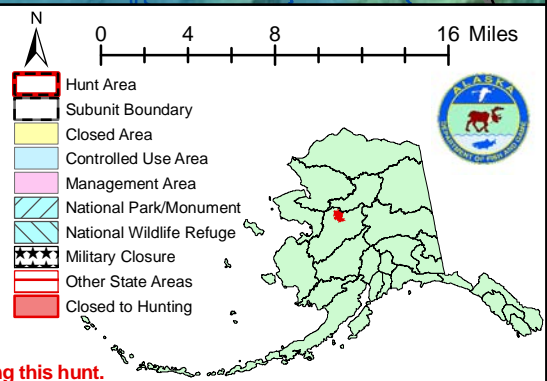 N
0 4 8 16 Miles
Hunt Area
Subunit Boundary
Closed Area
Controlled Use Area
Management Area
National Park/Monument
National Wildlife Refuge
Military Closure
Other State Areas
Closed to Hunting
ALASKA
DEPARTMENT OF FISH AND GAME
ng this hunt.